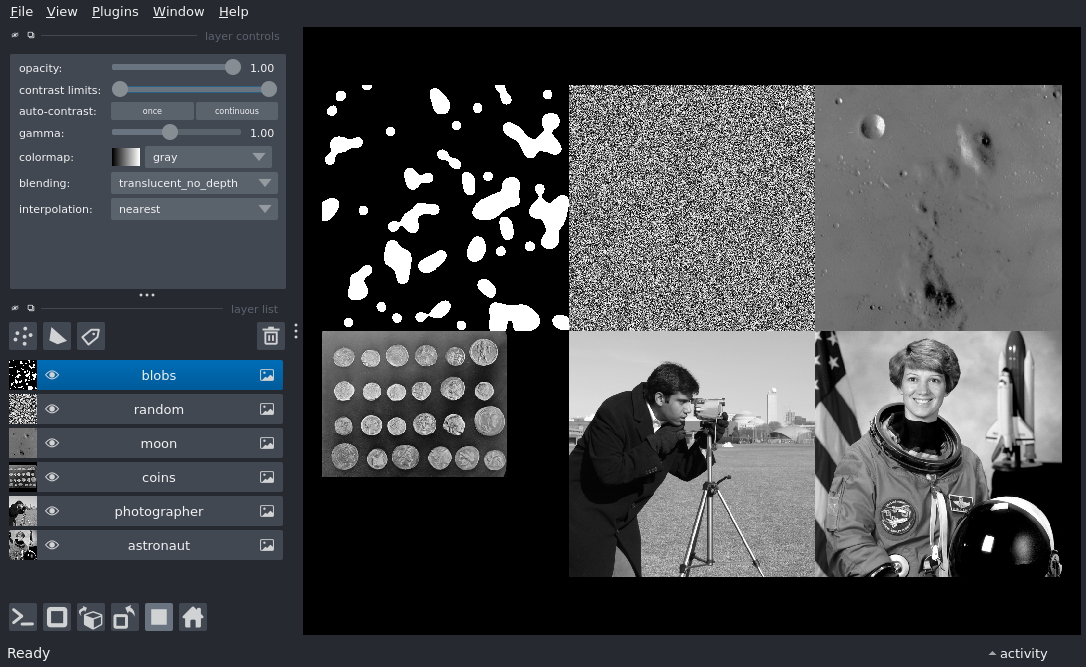 File View Plugins Window Help
layer controls
opacity: 1.00
contrast limits:
auto-contrast: once continuous
gamma: 1.00
colormap: gray
blending: translucent_no_depth
interpolation: nearest
layer list
blobs
random
moon
coins
photographer
astronaut
Ready activity